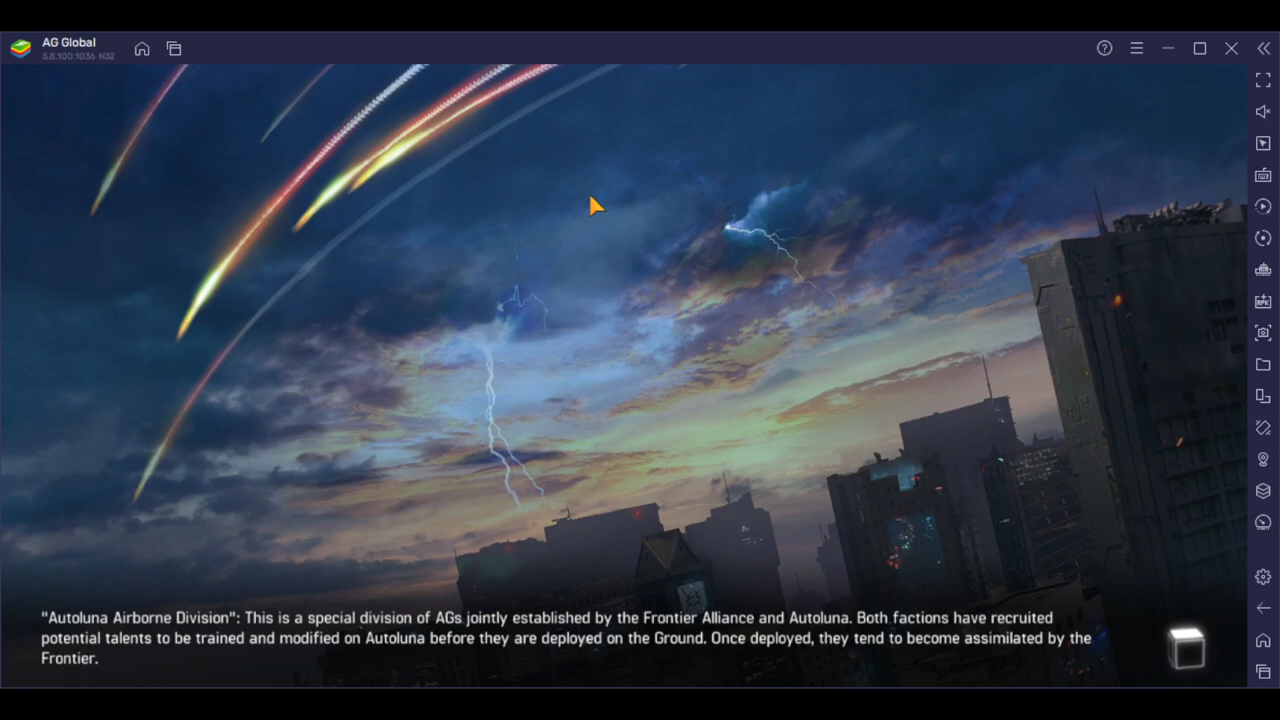 AG Global
5.8.100.1036 N32
"Autoluna Airborne Division": This is a special division of AGs jointly established by the Frontier Alliance and Autoluna. Both factions have recruited
potential talents to be trained and modified on Autoluna before they are deployed on the Ground. Once deployed, they tend to become assimilated by the
Frontier.